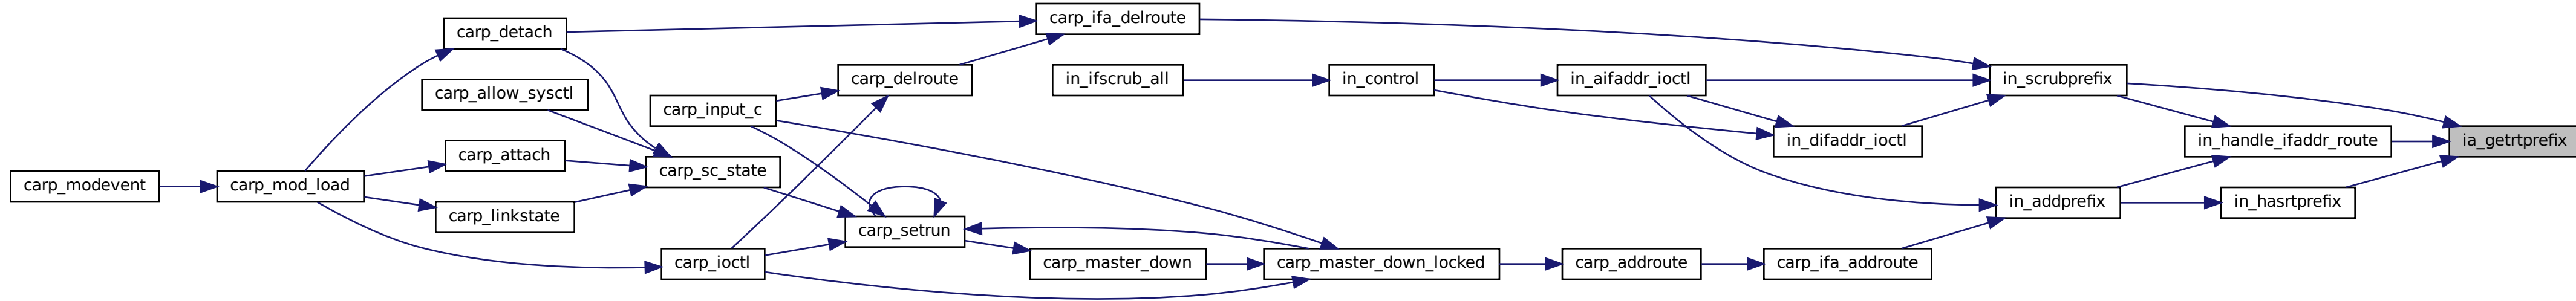 carp_ifa_delroute
carp_detach
carp_delroute
in_ifscrub_all
in_control
in_aifaddr_ioctl
in_scrubprefix
carp_allow_sysctl
carp_input_c
in_difaddr_ioctl
in_handle_ifaddr_route
ia_getrtprefix
carp_attach
carp_sc_state
carp_modevent
carp_mod_load
in_addprefix
in_hasrtprefix
carp_linkstate
carp_setrun
carp_ioctl
carp_master_down
carp_master_down_locked
carp_addroute
carp_ifa_addroute